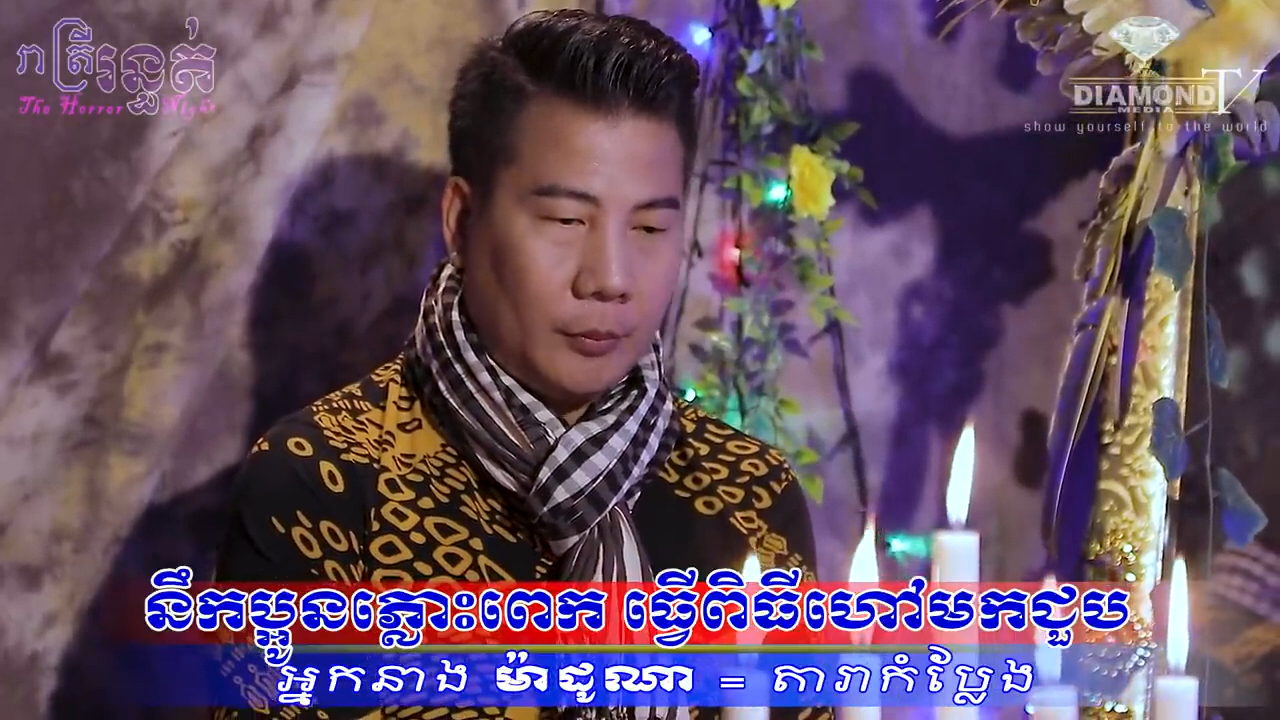 រាត្រីរន្ធត់
The Horror Night
DIAMOND TV
MEDIA
show yourself to the world
នឹកប្អូនភ្លោះពេក ធ្វើពិធីហៅមកជួប
អ្នកនាង ម៉ាដូណា = តារាកំប្លែង